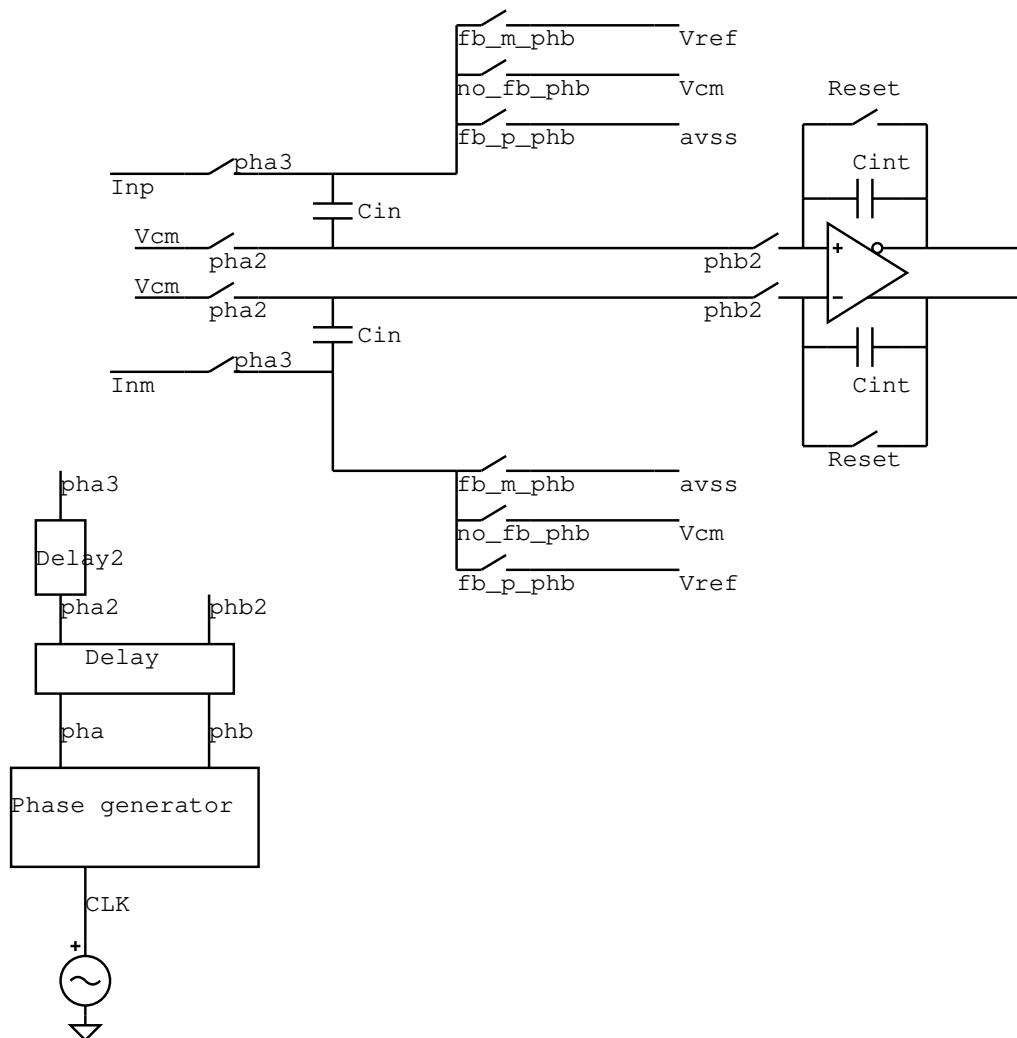 fb_m_phb Vref
no_fb_phb Vcm
fb_p_phb avss
Reset
Cint
Inp pha3
Cin
Vcm pha2 phb2
+
Vcm pha2 phb2
−
Cin
Inm pha3
Cint
Reset
fb_m_phb avss
no_fb_phb Vcm
fb_p_phb Vref
pha3
Delay2
pha2 phb2
Delay
pha phb
Phase generator
CLK
+